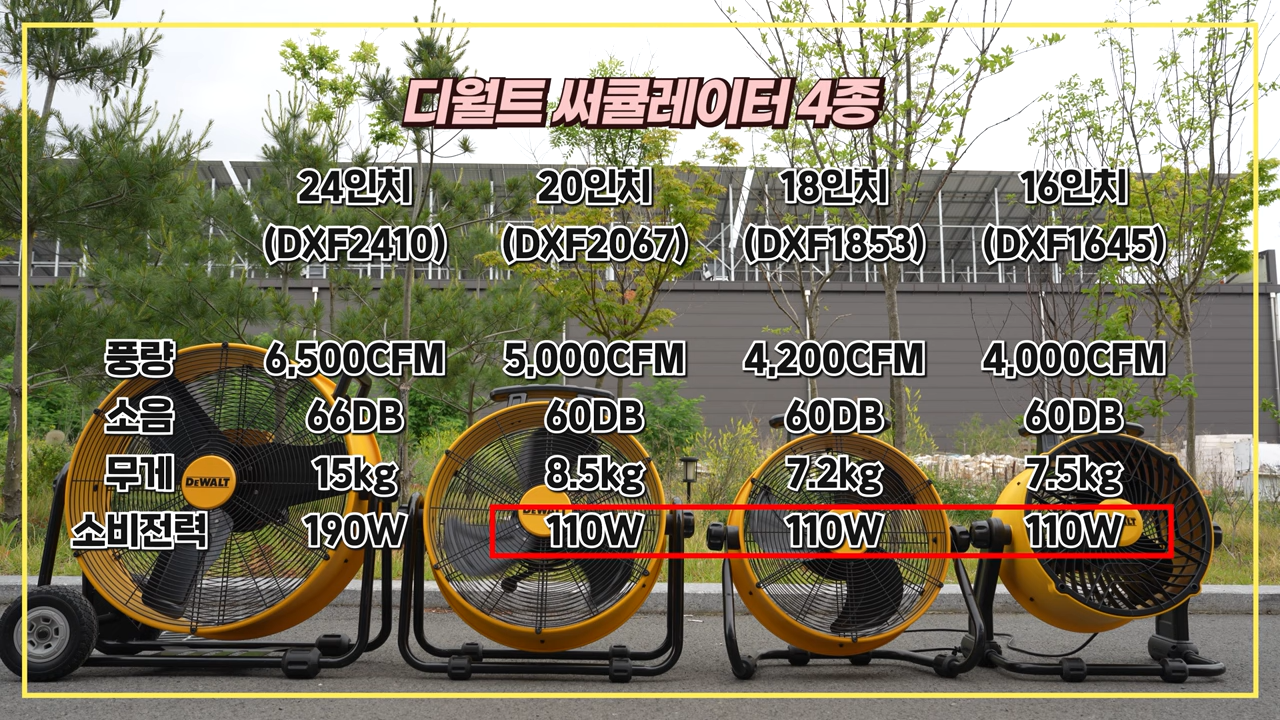 디월트 써큘레이터 4종
24인치 20인치 18인치 16인치
(DXF2410) (DXF2067) (DXF1853) (DXF1645)
풍량 6,500CFM 5,000CFM 4,200CFM 4,000CFM
소음 66DB 60DB 60DB 60DB
무게 15kg 8.5kg 7.2kg 7.5kg
소비전력 190W 110W 110W 110W
DEWALT